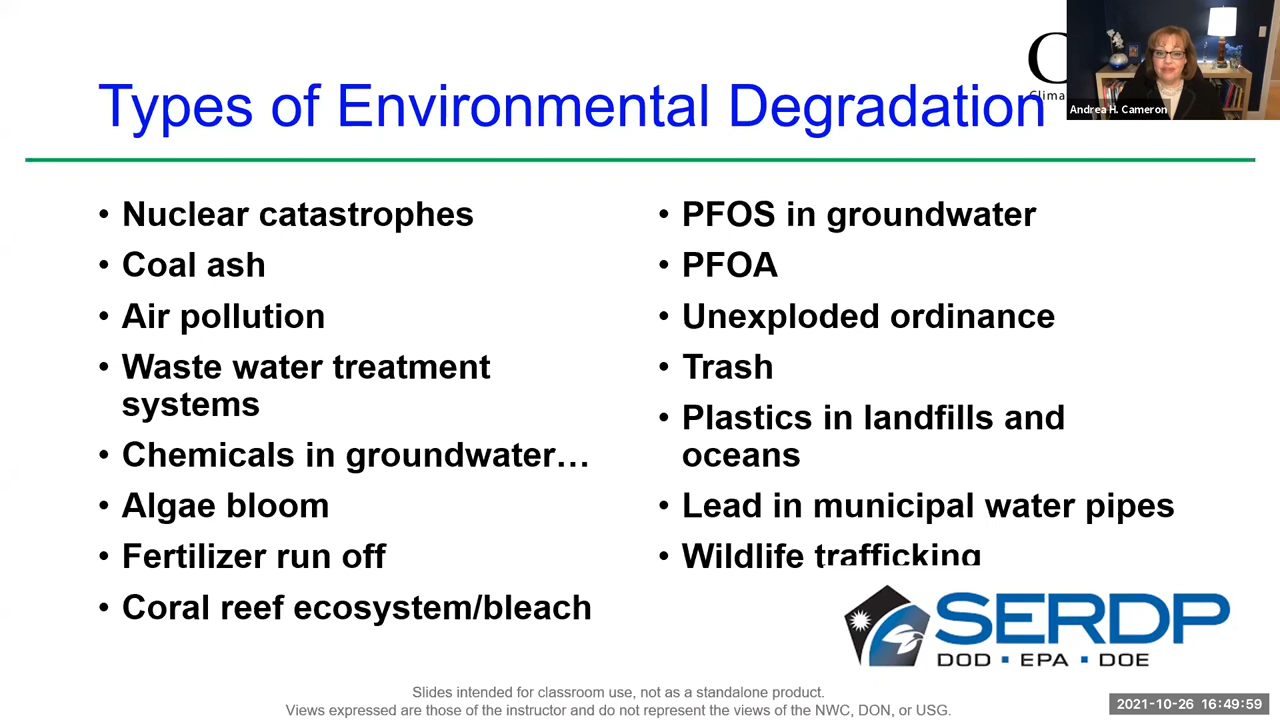 Types of Environmental Degradation
Clima
Andrea H. Cameron
• Nuclear catastrophes
• Coal ash
• Air pollution
• Waste water treatment
systems
• Chemicals in groundwater…
• Algae bloom
• Fertilizer run off
• Coral reef ecosystem/bleach
• PFOS in groundwater
• PFOA
• Unexploded ordinance
• Trash
• Plastics in landfills and
oceans
• Lead in municipal water pipes
• Wildlife trafficking
SERDP
DOD ▪ EPA ▪ DOE
Slides intended for classroom use, not as a standalone product.
Views expressed are those of the instructor and do not represent the views of the NWC, DON, or USG.
2021-10-26 16:49:59